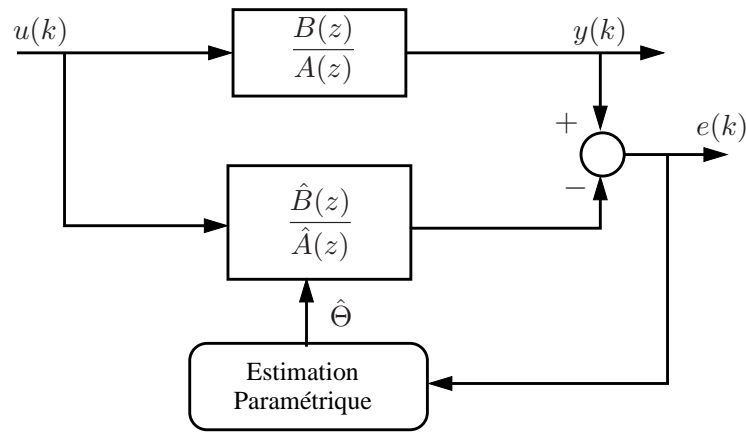 u(k)
B(z)
A(z)
y(k)
+
e(k)
−
B̂(z)
Â(z)
Θ̂
Estimation
Paramétrique